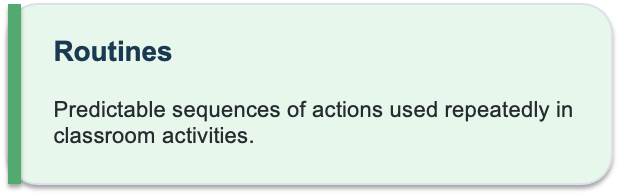 Routines
Predictable sequences of actions used repeatedly in
classroom activities.